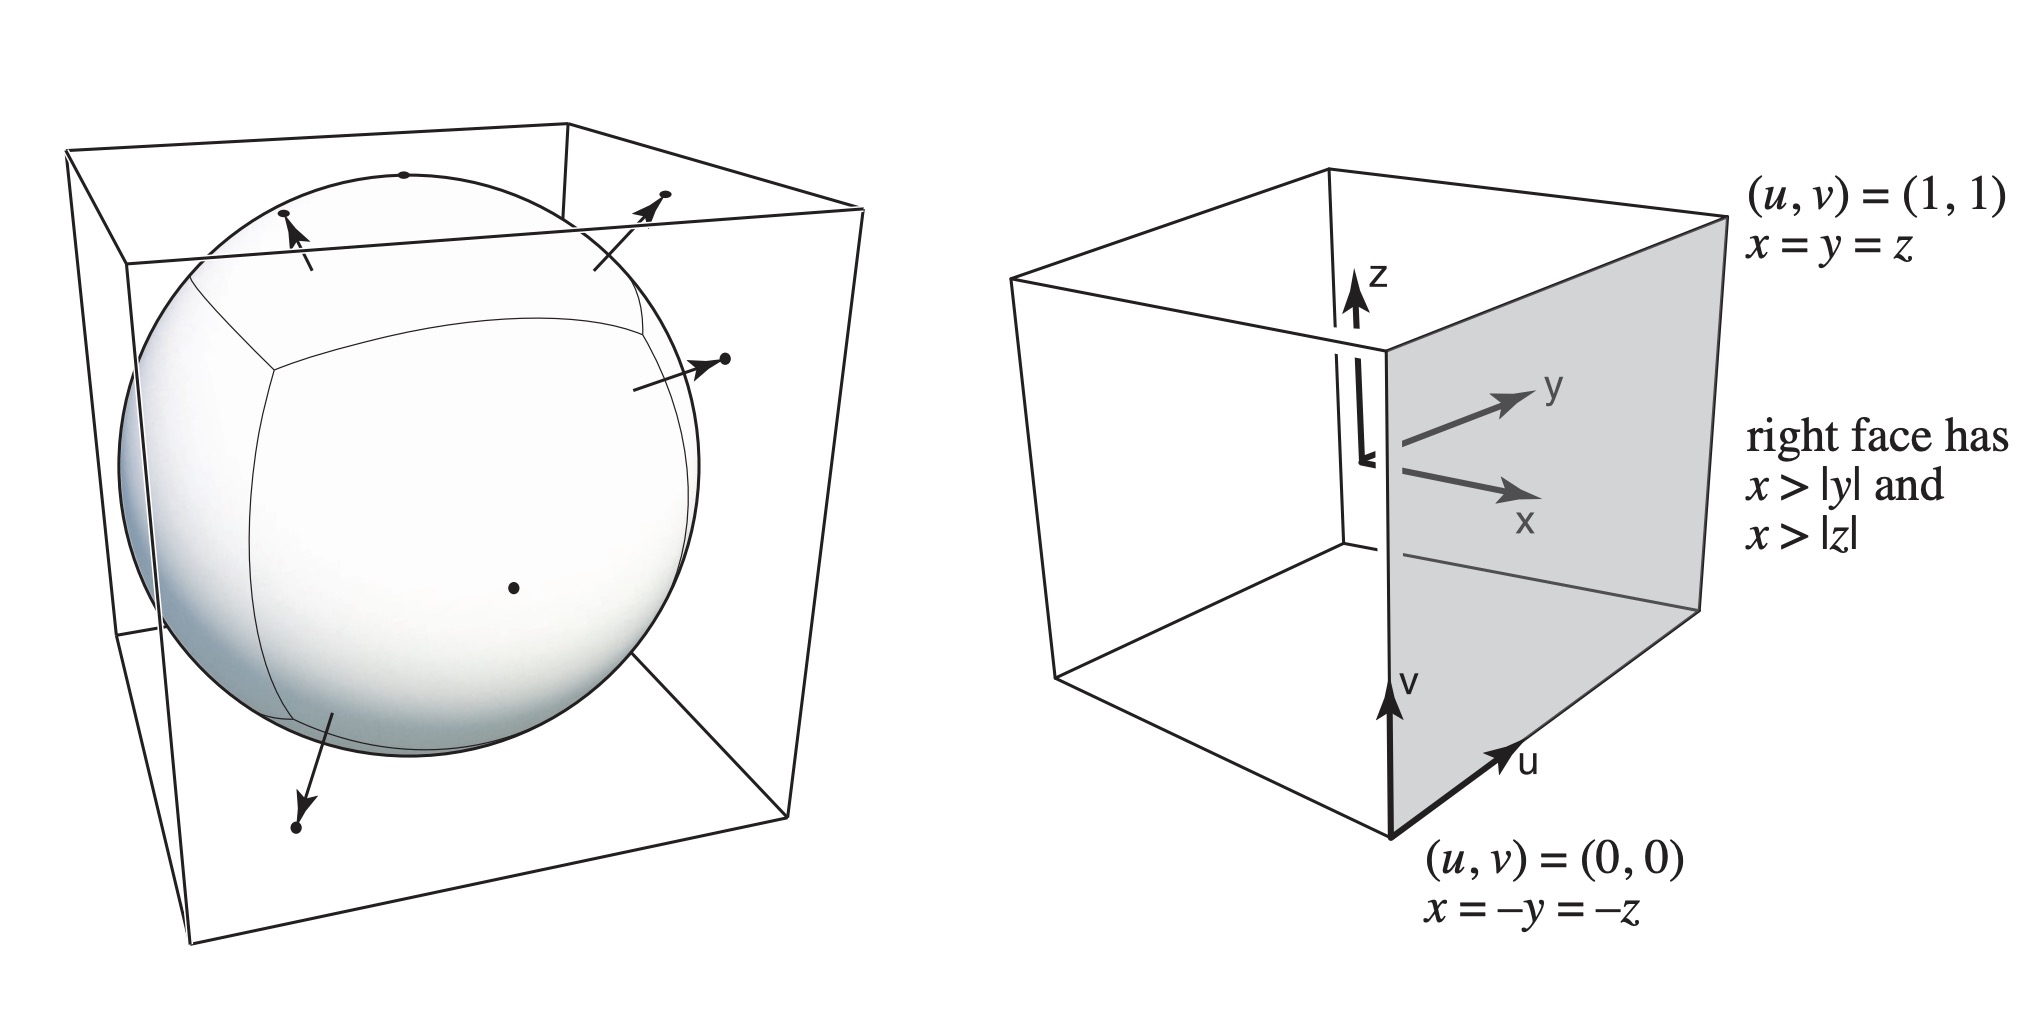 (u, v) = (1, 1)
x = y = z
z
y
x
right face has
x > |y| and
x > |z|
v
u
(u, v) = (0, 0)
x = –y = –z